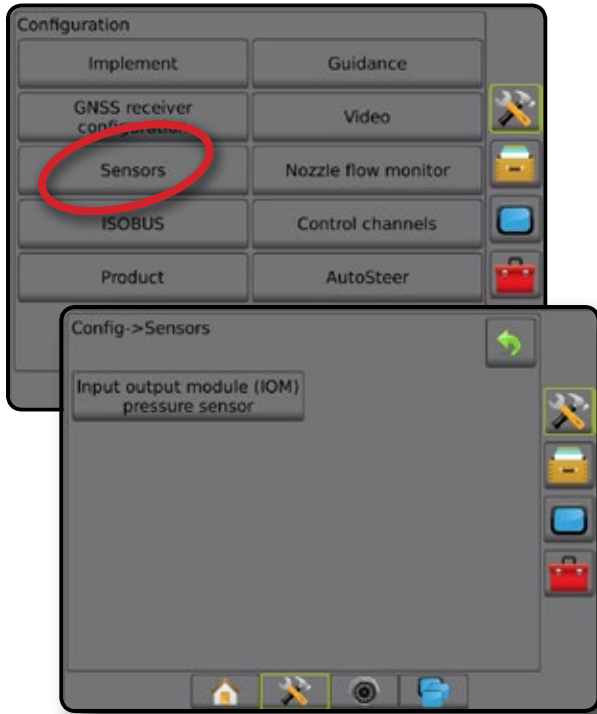 Configuration
Implement
Guidance
GNSS receiver
configuration
Video
Sensors
Nozzle flow monitor
ISOBUS
Control channels
Product
AutoSteer
Config->Sensors
Input output module (IOM)
pressure sensor